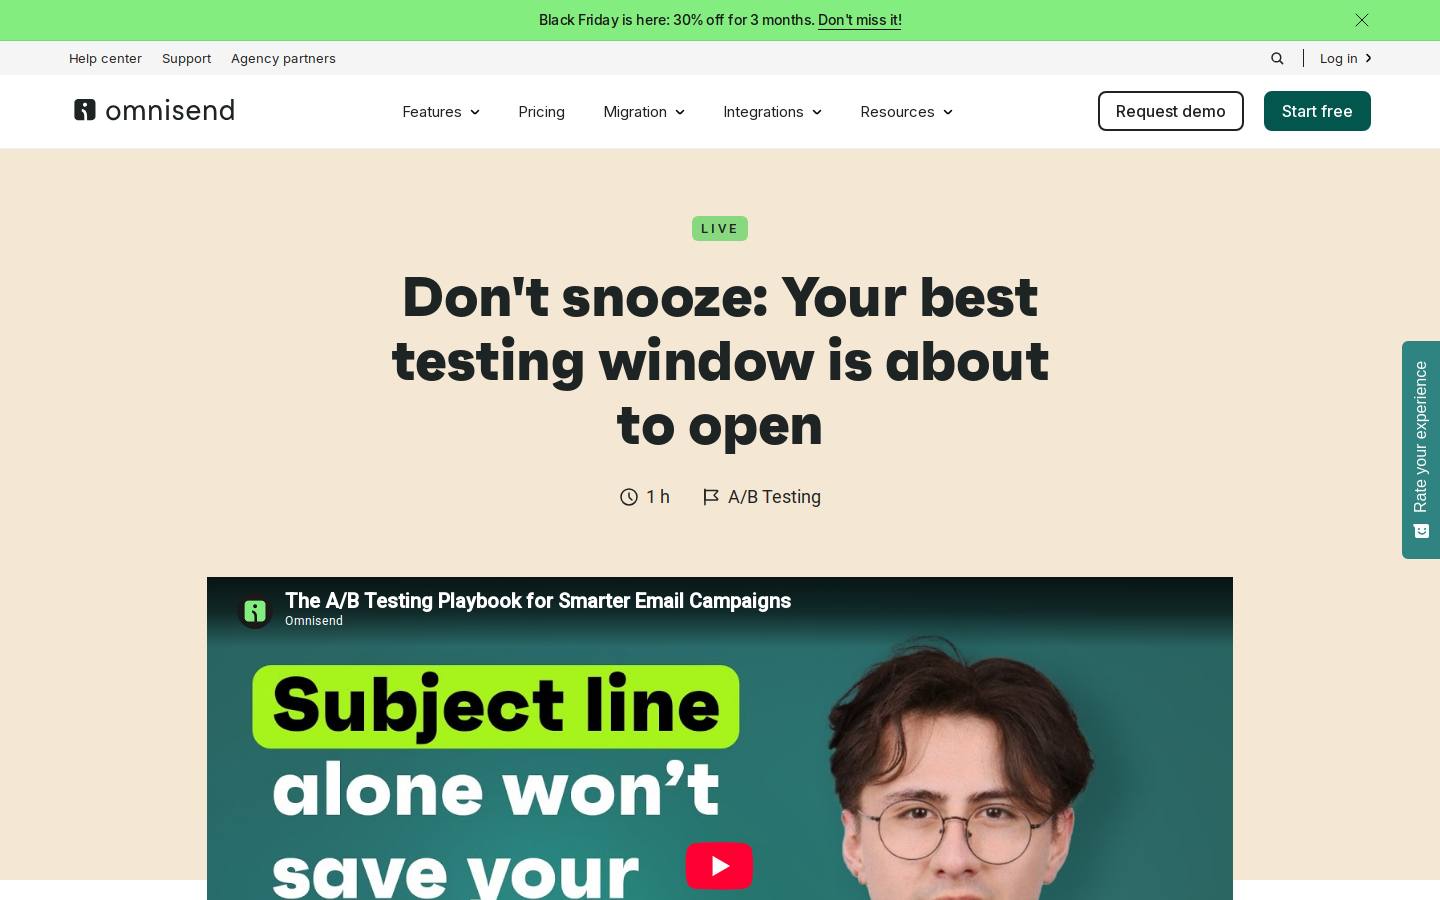 Black Friday is here: 30% off for 3 months. Don't miss it!
Help center Support Agency partners Log in
omnisend Features Pricing Migration Integrations Resources Request demo Start free
LIVE
Don't snooze: Your best
testing window is about
to open
1 h A/B Testing
Rate your experience
The A/B Testing Playbook for Smarter Email Campaigns
Omnisend
Subject line
alone won’t
save your